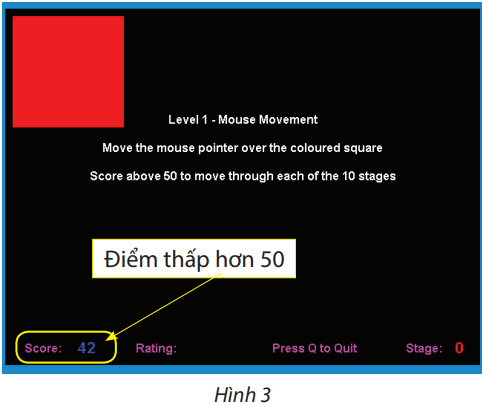 Level 1 - Mouse Movement
Move the mouse pointer over the coloured square
Score above 50 to move through each of the 10 stages
Điểm thấp hơn 50
Score: 42 Rating: Press Q to Quit Stage: 0
Hình 3